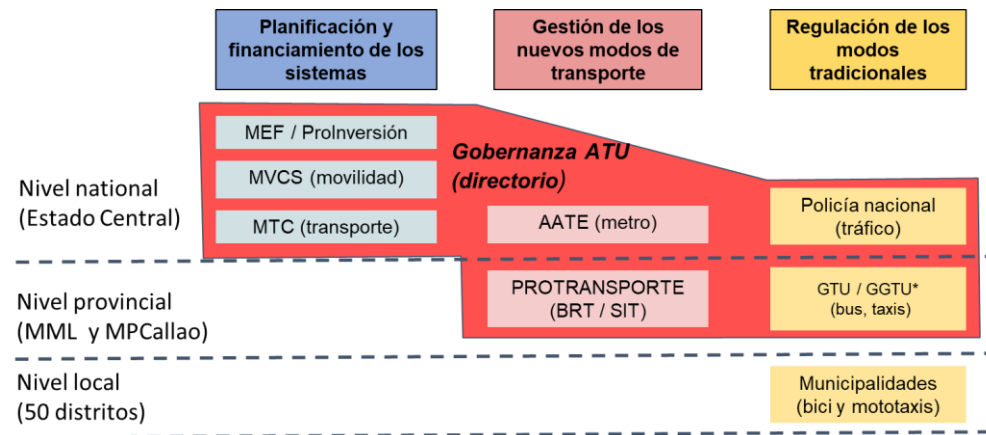 Planificación y
financiamiento de los
sistemas
Gestión de los
nuevos modos de
transporte
Regulación de los
modos
tradicionales
MEF / ProInversión
Gobernanza ATU
(directorio)
MVCS (movilidad)
Nivel national
(Estado Central)
MTC (transporte)
AATE (metro)
Policía nacional
(tráfico)
Nivel provincial
(MML y MPCallao)
PROTRANSPORTE
(BRT / SIT)
GTU / GGTU*
(bus, taxis)
Nivel local
(50 distritos)
Municipalidades
(bici y mototaxis)